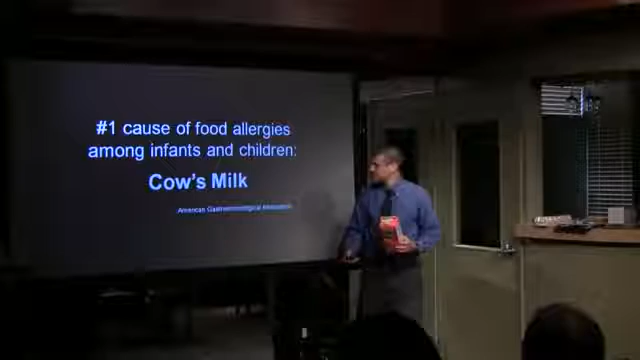 #1 cause of food allergies
among infants and children:
Cow's Milk
American Gastroenterological Association